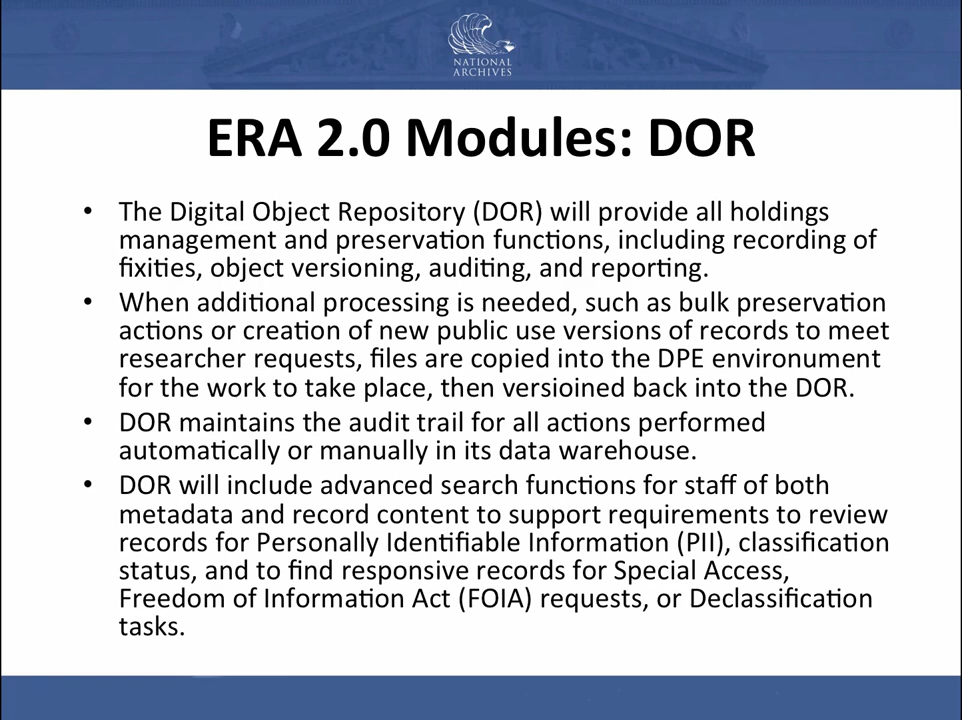 NATIONAL
ARCHIVES
ERA 2.0 Modules: DOR
• The Digital Object Repository (DOR) will provide all holdings
management and preservation functions, including recording of
fixities, object versioning, auditing, and reporting.
• When additional processing is needed, such as bulk preservation
actions or creation of new public use versions of records to meet
researcher requests, files are copied into the DPE environument
for the work to take place, then versioined back into the DOR.
• DOR maintains the audit trail for all actions performed
automatically or manually in its data warehouse.
• DOR will include advanced search functions for staff of both
metadata and record content to support requirements to review
records for Personally Identifiable Information (PII), classification
status, and to find responsive records for Special Access,
Freedom of Information Act (FOIA) requests, or Declassification
tasks.